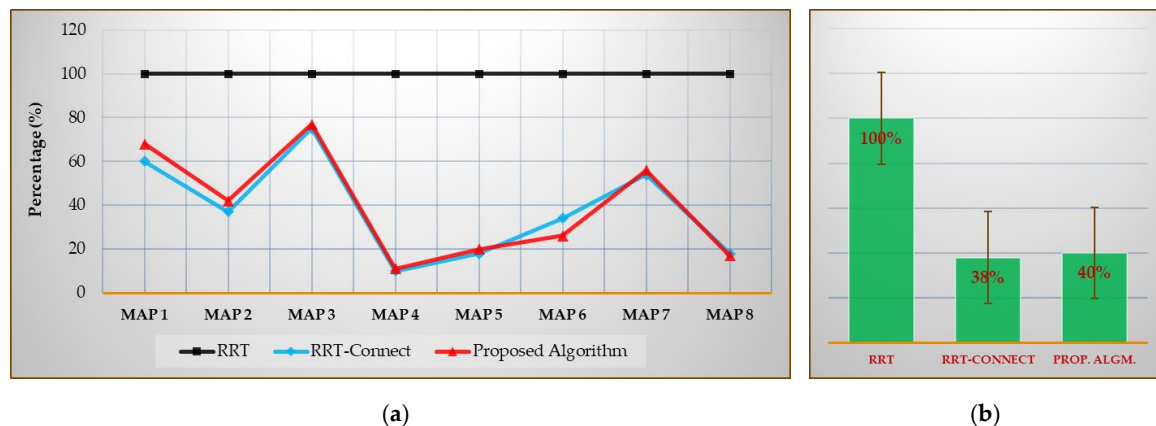 120
100
80
60
40
20
0
Percentage (%)
MAP 1 MAP 2 MAP 3 MAP 4 MAP 5 MAP 6 MAP 7 MAP 8
RRT RRT-Connect Proposed Algorithm
(a)
100%
38%
40%
RRT RRT-CONNECT PROP. ALGM.
(b)